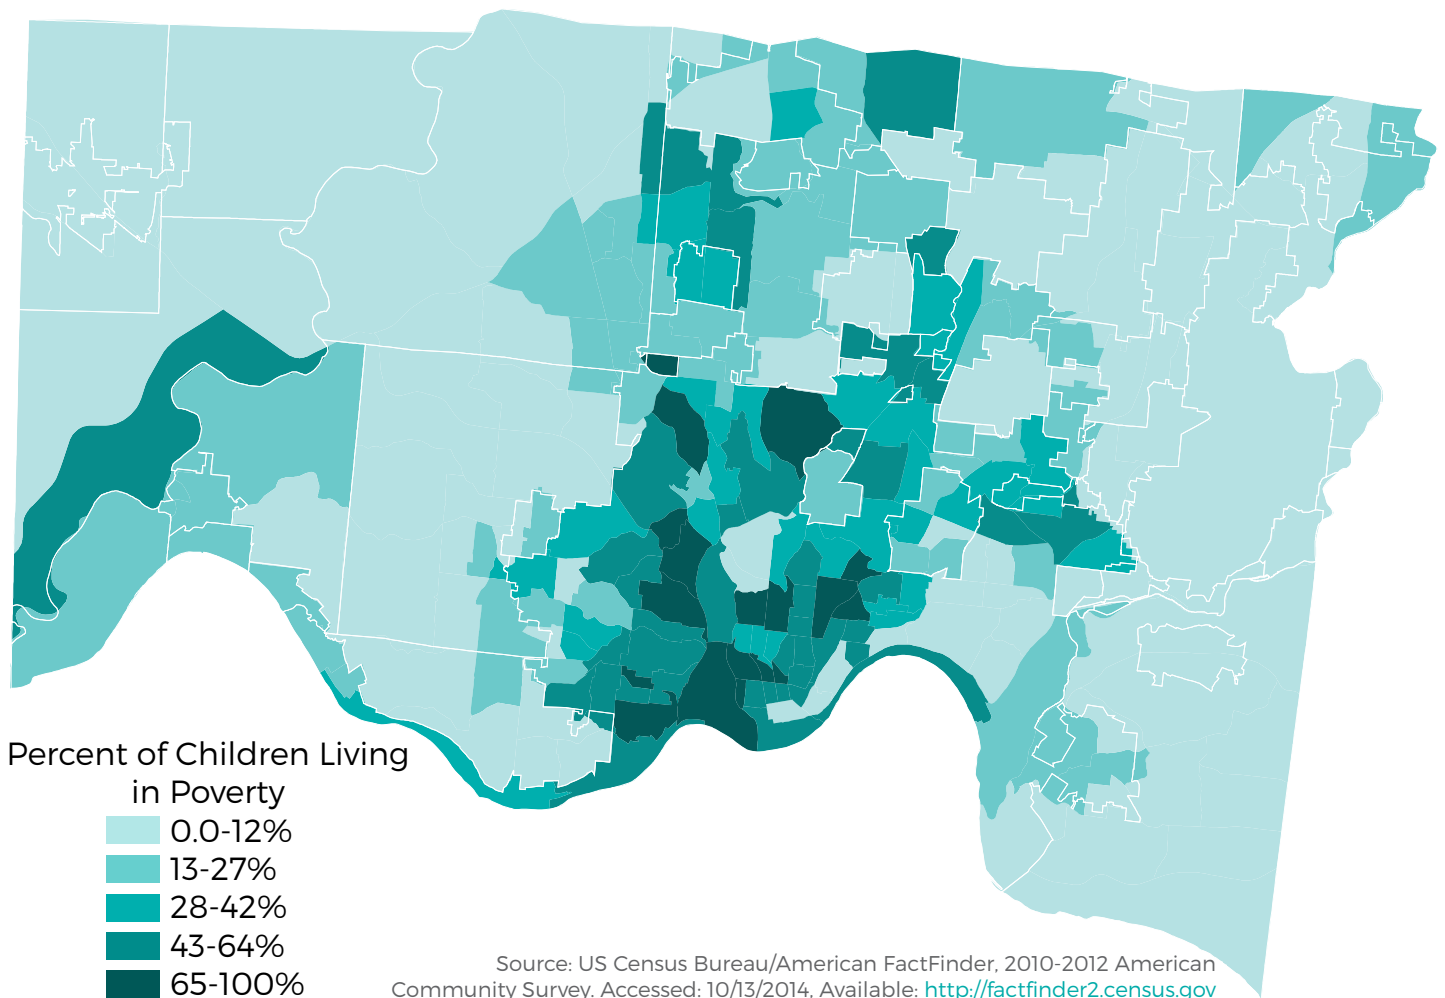 Percent of Children Living
in Poverty
0.0-12%
13-27%
28-42%
43-64%
65-100%
Source: US Census Bureau/American FactFinder, 2010-2012 American
Community Survey. Accessed: 10/13/2014, Available: http://factfinder2.census.gov